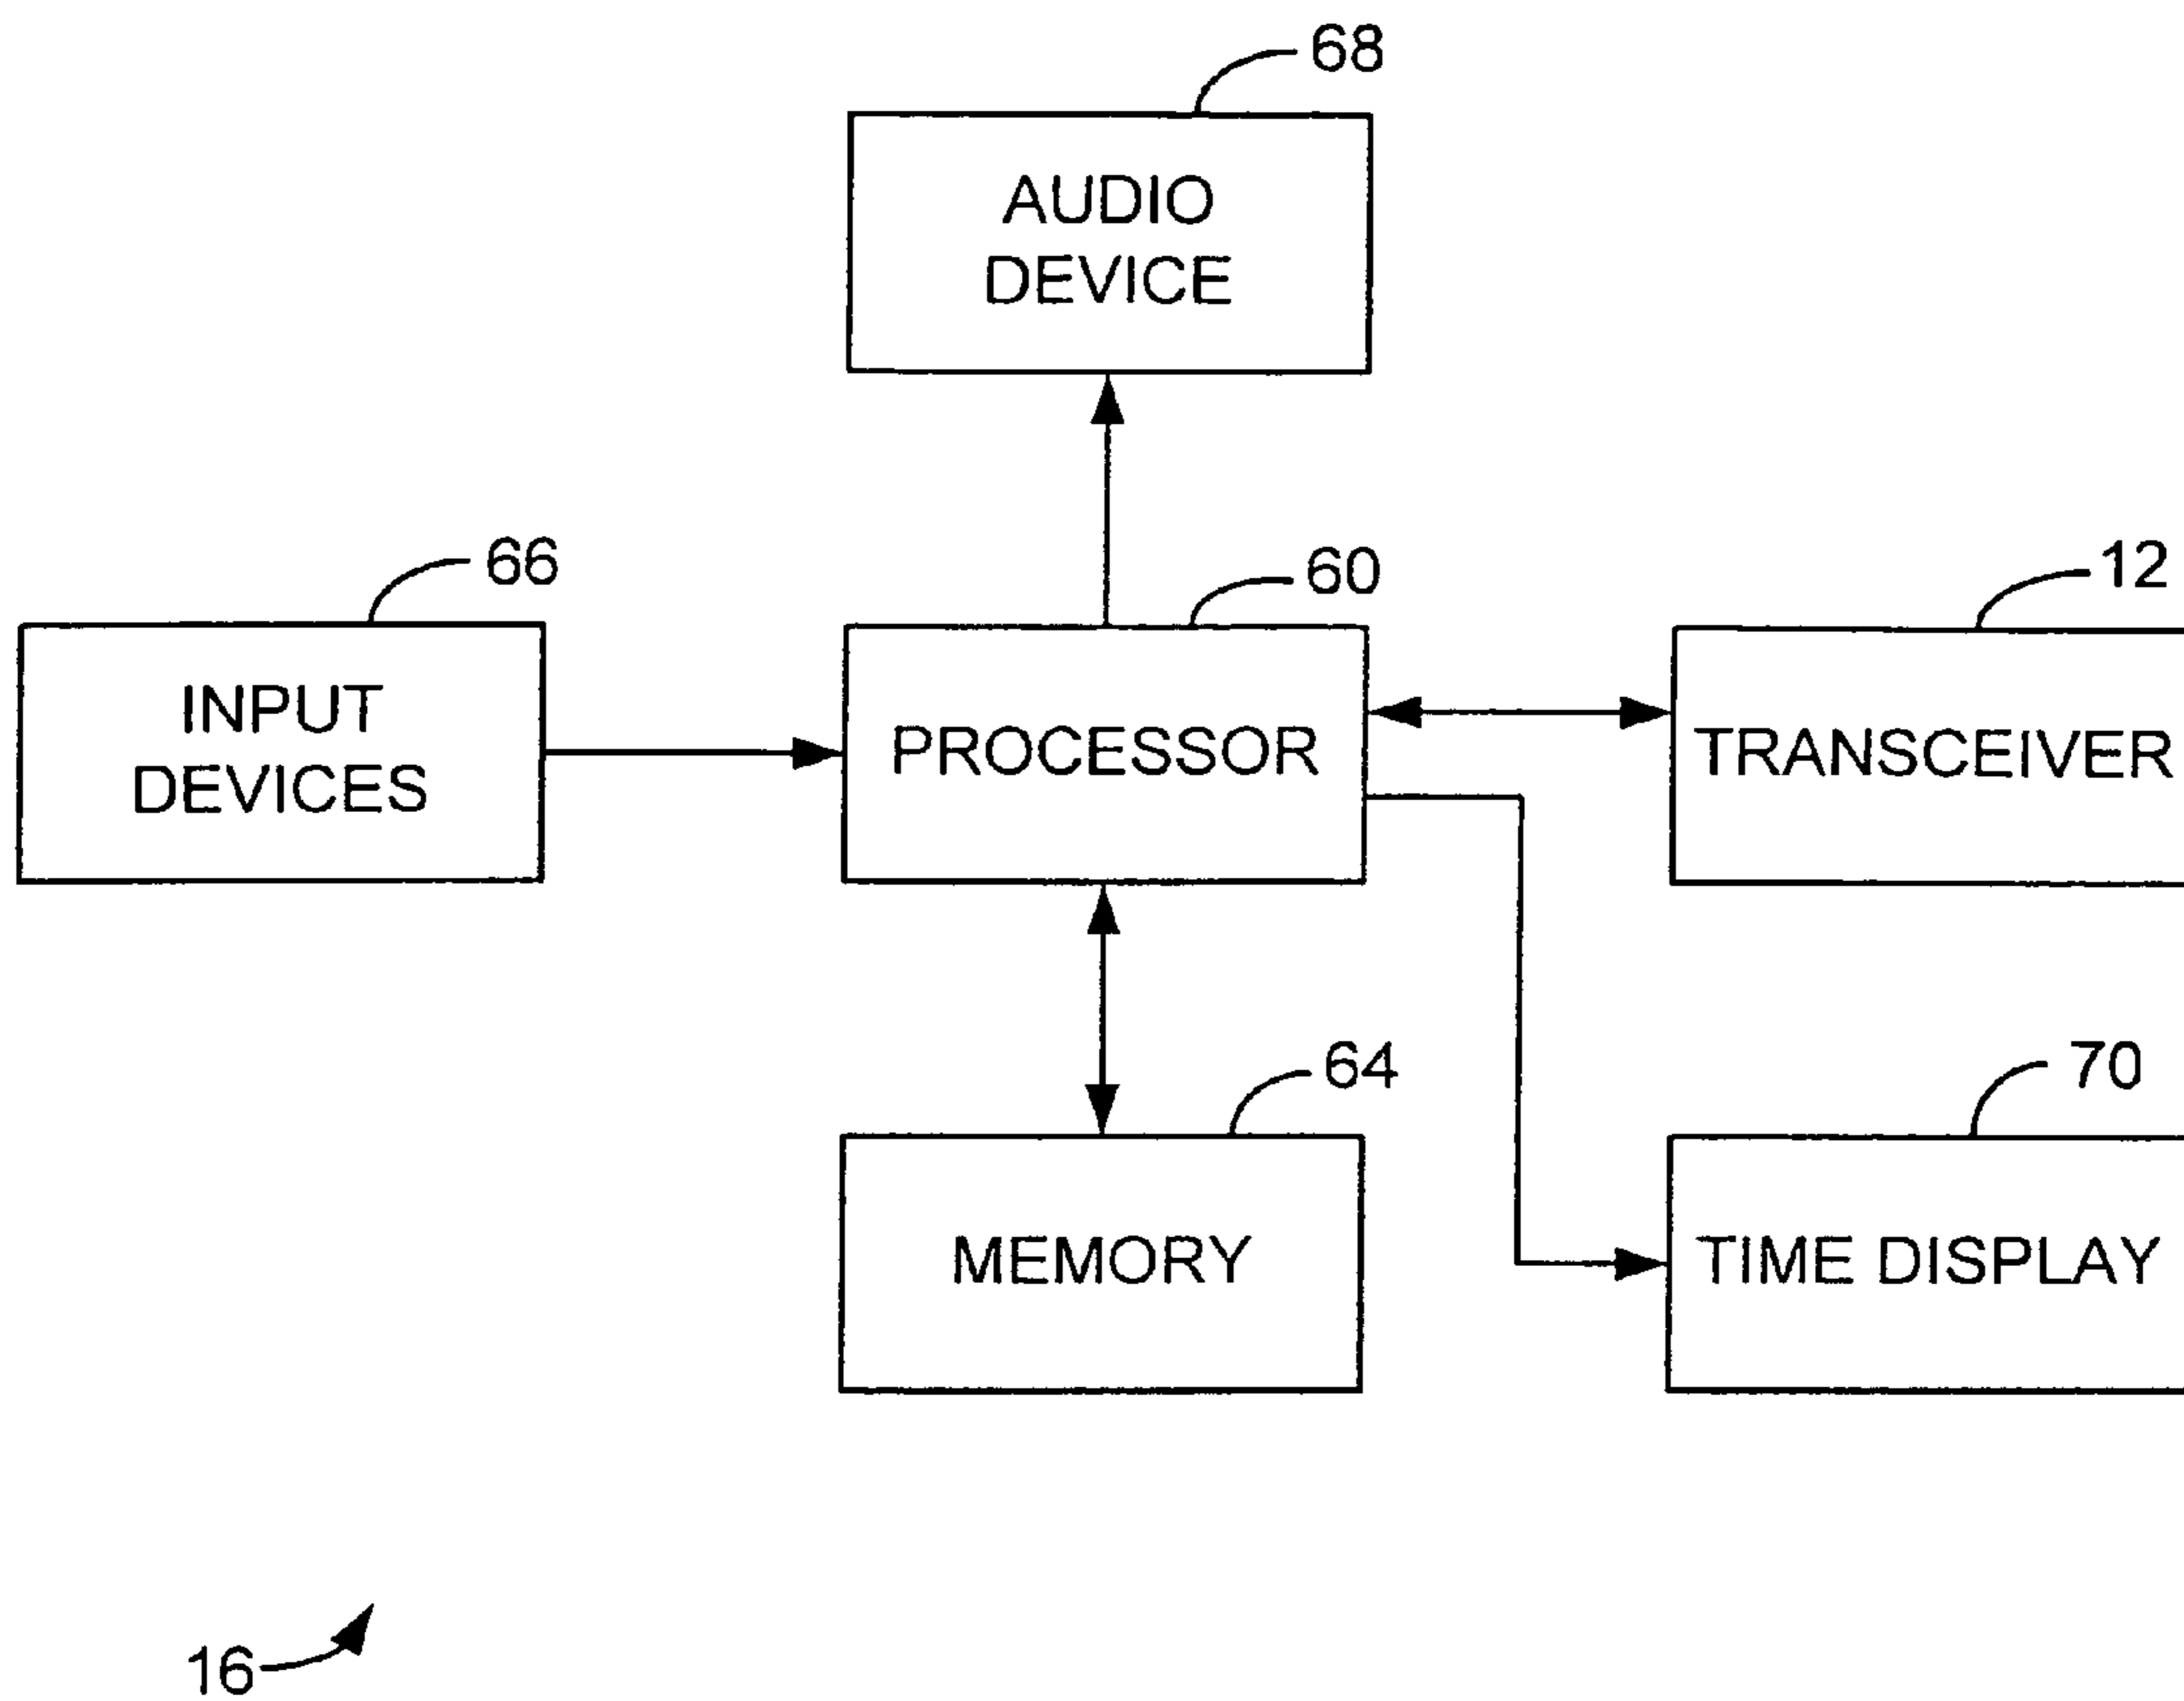 68
AUDIO
DEVICE
66
60
12
INPUT
DEVICES
PROCESSOR
TRANSCEIVER
64
70
MEMORY
TIME DISPLAY
16